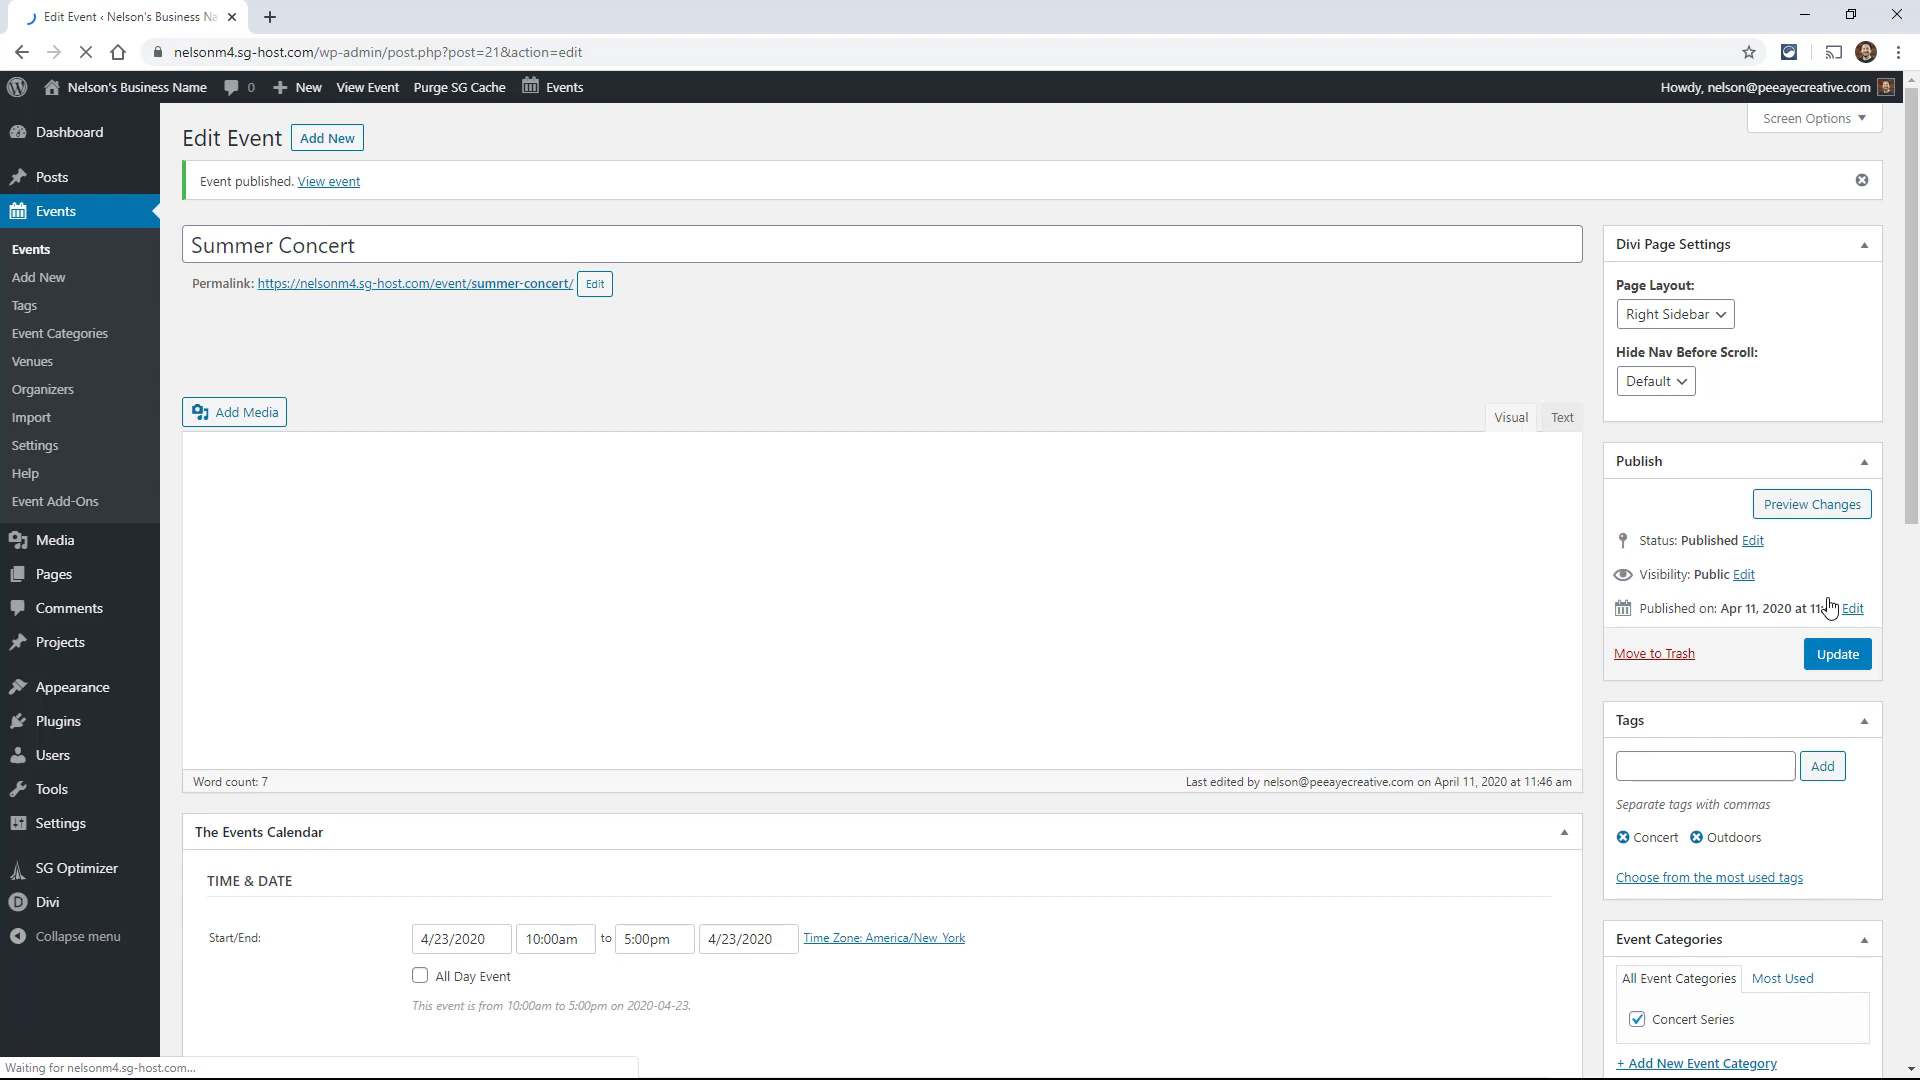 Edit Event ‹ Nelson's Business Na
nelsonm4.sg-host.com/wp-admin/post.php?post=21&action=edit
Nelson's Business Name 0 New View Event Purge SG Cache Events Howdy, nelson@peeayecreative.com
Dashboard
Posts
Events
Events
Add New
Tags
Event Categories
Venues
Organizers
Import
Settings
Help
Event Add-Ons
Media
Pages
Comments
Projects
Appearance
Plugins
Users
Tools
Settings
SG Optimizer
Divi
Collapse menu
Screen Options
Edit Event Add New
Event published. View event
Summer Concert
Permalink: https://nelsonm4.sg-host.com/event/summer-concert/ Edit
Add Media
Visual Text
Word count: 7
Last edited by nelson@peeayecreative.com on April 11, 2020 at 11:46 am
The Events Calendar
TIME & DATE
Start/End: 4/23/2020 10:00am to 5:00pm 4/23/2020 Time Zone: America/New York
All Day Event
This event is from 10:00am to 5:00pm on 2020-04-23.
Divi Page Settings
Page Layout:
Right Sidebar
Hide Nav Before Scroll:
Default
Publish
Preview Changes
Status: Published Edit
Visibility: Public Edit
Published on: Apr 11, 2020 at Edit
Move to Trash Update
Tags
Add
Separate tags with commas
Concert Outdoors
Choose from the most used tags
Event Categories
All Event Categories Most Used
Concert Series
+ Add New Event Category
Waiting for nelsonm4.sg-host.com...